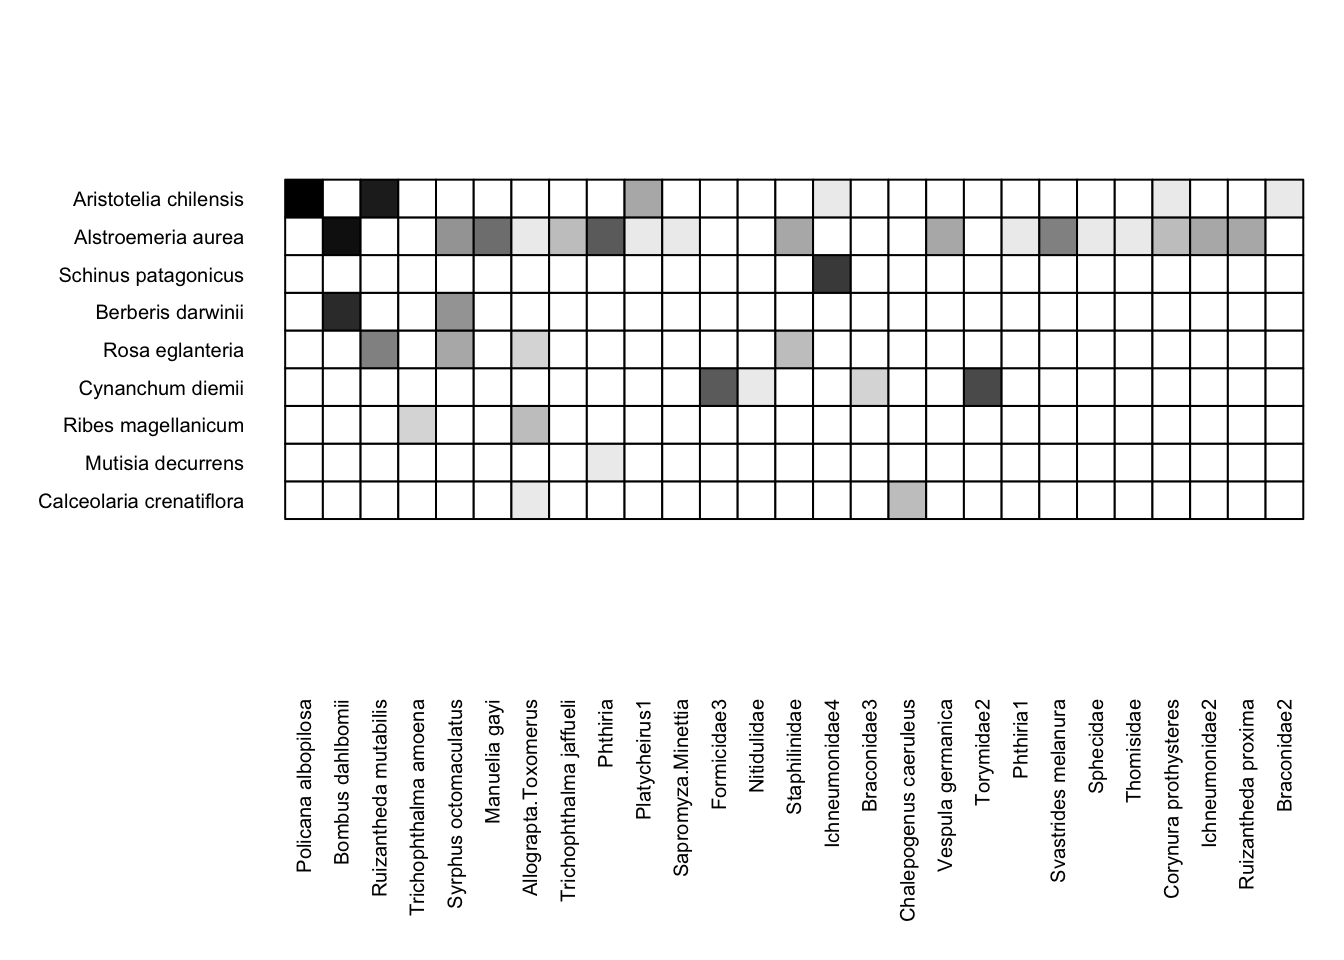 Aristotelia chilensis
Alstroemeria aurea
Schinus patagonicus
Berberis darwinii
Rosa eglanteria
Cynanchum diemii
Ribes magellanicum
Mutisia decurrens
Calceolaria crenatiflora
Policana albopilosa
Bombus dahlbomii
Ruizantheda mutabilis
Trichophthalma amoena
Syrphus octomaculatus
Manuelia gayi
Allograpta.Toxomerus
Trichophthalma jaffueli
Phthiria
Platycheirus1
Sapromyza.Minettia
Formicidae3
Nitidulidae
Staphilinidae
Ichneumonidae4
Braconidae3
Chalepogenus caeruleus
Vespula germanica
Torymidae2
Phthiria1
Svastrides melanura
Sphecidae
Thomisidae
Corynura prothysteres
Ichneumonidae2
Ruizantheda proxima
Braconidae2